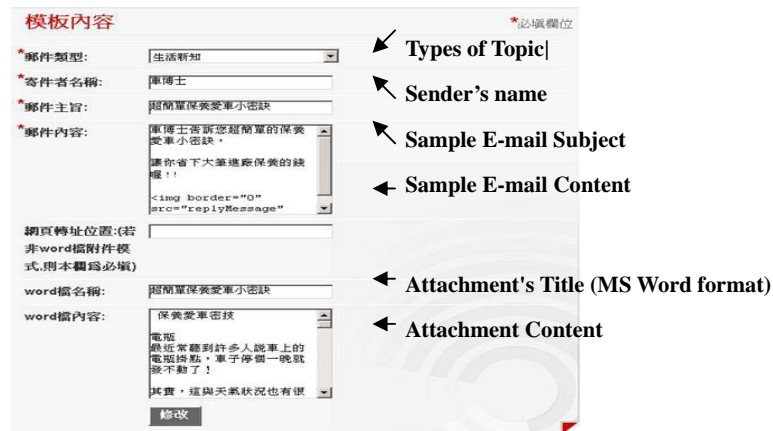 模板內容
*必填欄位
*郵件類型:
生活新知
Types of Topic|
*寄件者名稱:
車博士
Sender's name
*郵件主旨:
超簡單保養愛車小密訣
Sample E-mail Subject
*郵件內容:
車博士告訴您超簡單的保養
愛車小密訣，
讓你省下大筆進廠保養的錢
喔!!
<img border="0"
src="replyMessage"
Sample E-mail Content
網頁轉址位置:(若
非word檔附件模
式,則本欄為必填)
word檔名稱:
超簡單保養愛車小密訣
Attachment's Title (MS Word format)
word檔內容:
保養愛車密技
電瓶
最近常聽到許多人說車上的
電瓶掛點，車子停個一晚就
發不動了！
其實，這與天氣狀況也有很
Attachment Content
修改